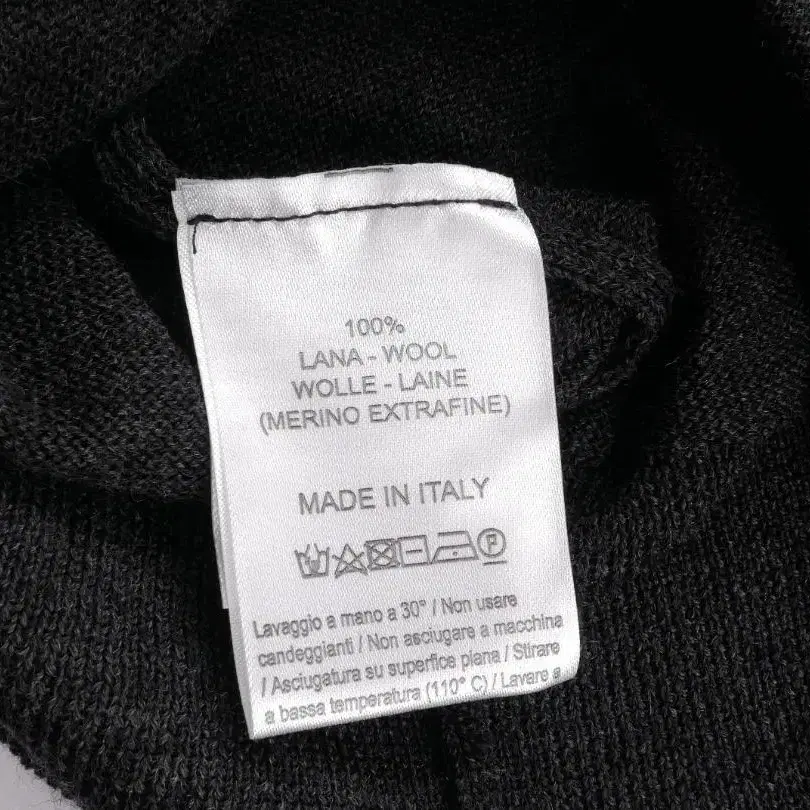 100%
LANA - WOOL
WOLLE - LAINE
(MERINO EXTRAFINE)
MADE IN ITALY
P
Lavaggio a mano a 30° / Non usare
candeggianti / Non asciugare a macchina
/ Asciugatura su superfice piana / Stirare
a bassa temperatura (110° C) / Lavare a